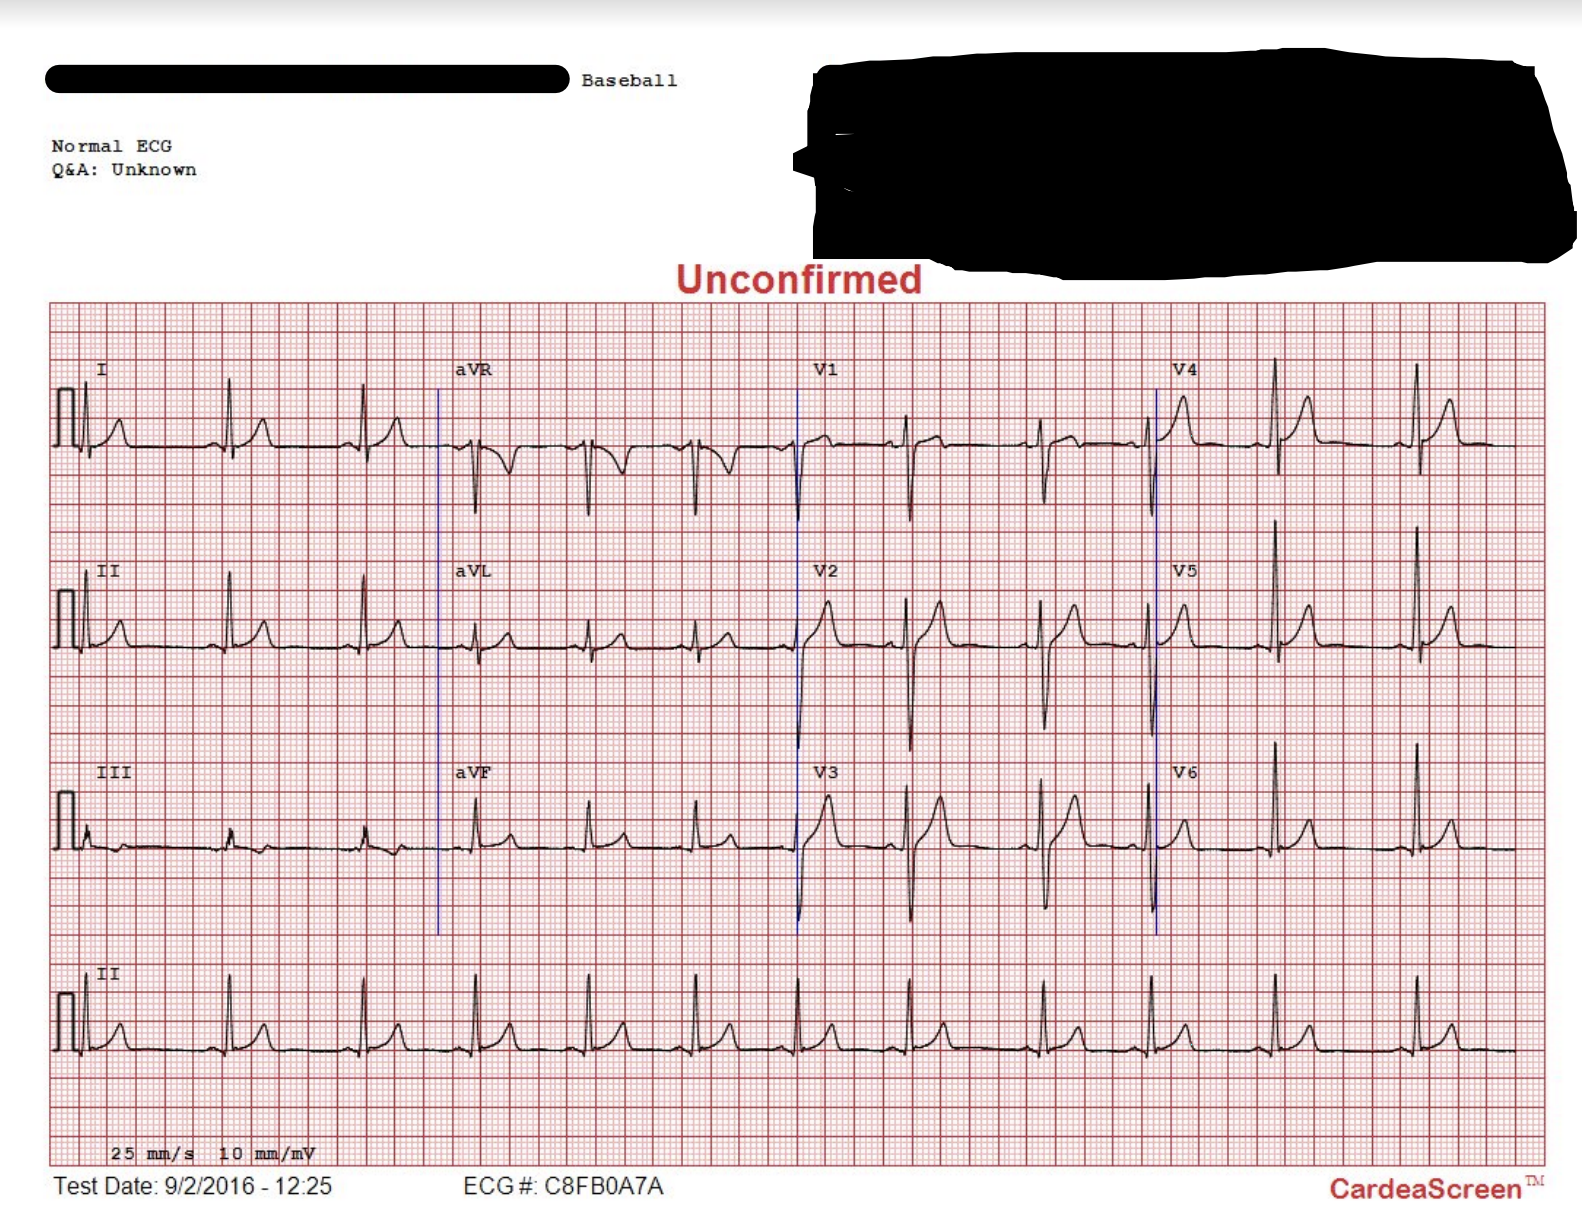 Baseball
Normal ECG
Q&A: Unknown
Unconfirmed
I aVR V1 V4
II aVL V2 V5
III aVF V3 V6
II
25 mm/s 10 mm/mV
Test Date: 9/2/2016 - 12:25 ECG #: C8FB0A7A CardeaScreen™